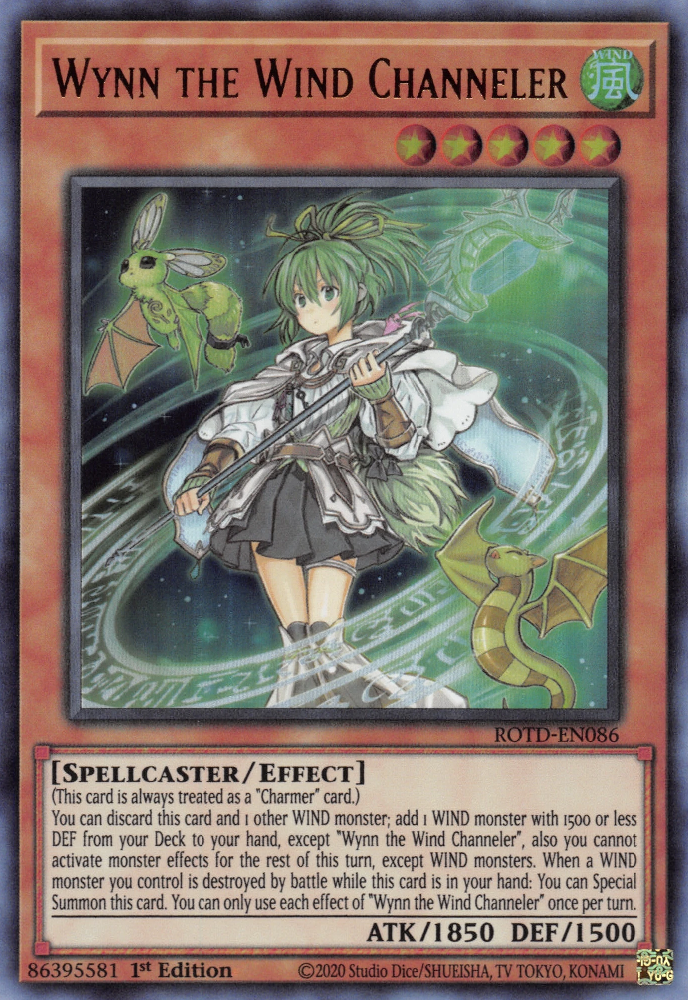 WYNN THE WIND CHANNELER
WIND
風
ROTD-EN086
[SPELLCASTER/EFFECT]
(This card is always treated as a "Charmer" card.)
You can discard this card and 1 other WIND monster; add 1 WIND monster with 1500 or less
DEF from your Deck to your hand, except "Wynn the Wind Channeler", also you cannot
activate monster effects for the rest of this turn, except WIND monsters. When a WIND
monster you control is destroyed by battle while this card is in your hand: You can Special
Summon this card. You can only use each effect of "Wynn the Wind Channeler" once per turn.
ATK/1850 DEF/1500
86395581 1st Edition ©2020 Studio Dice/SHUEISHA, TV TOKYO, KONAMI